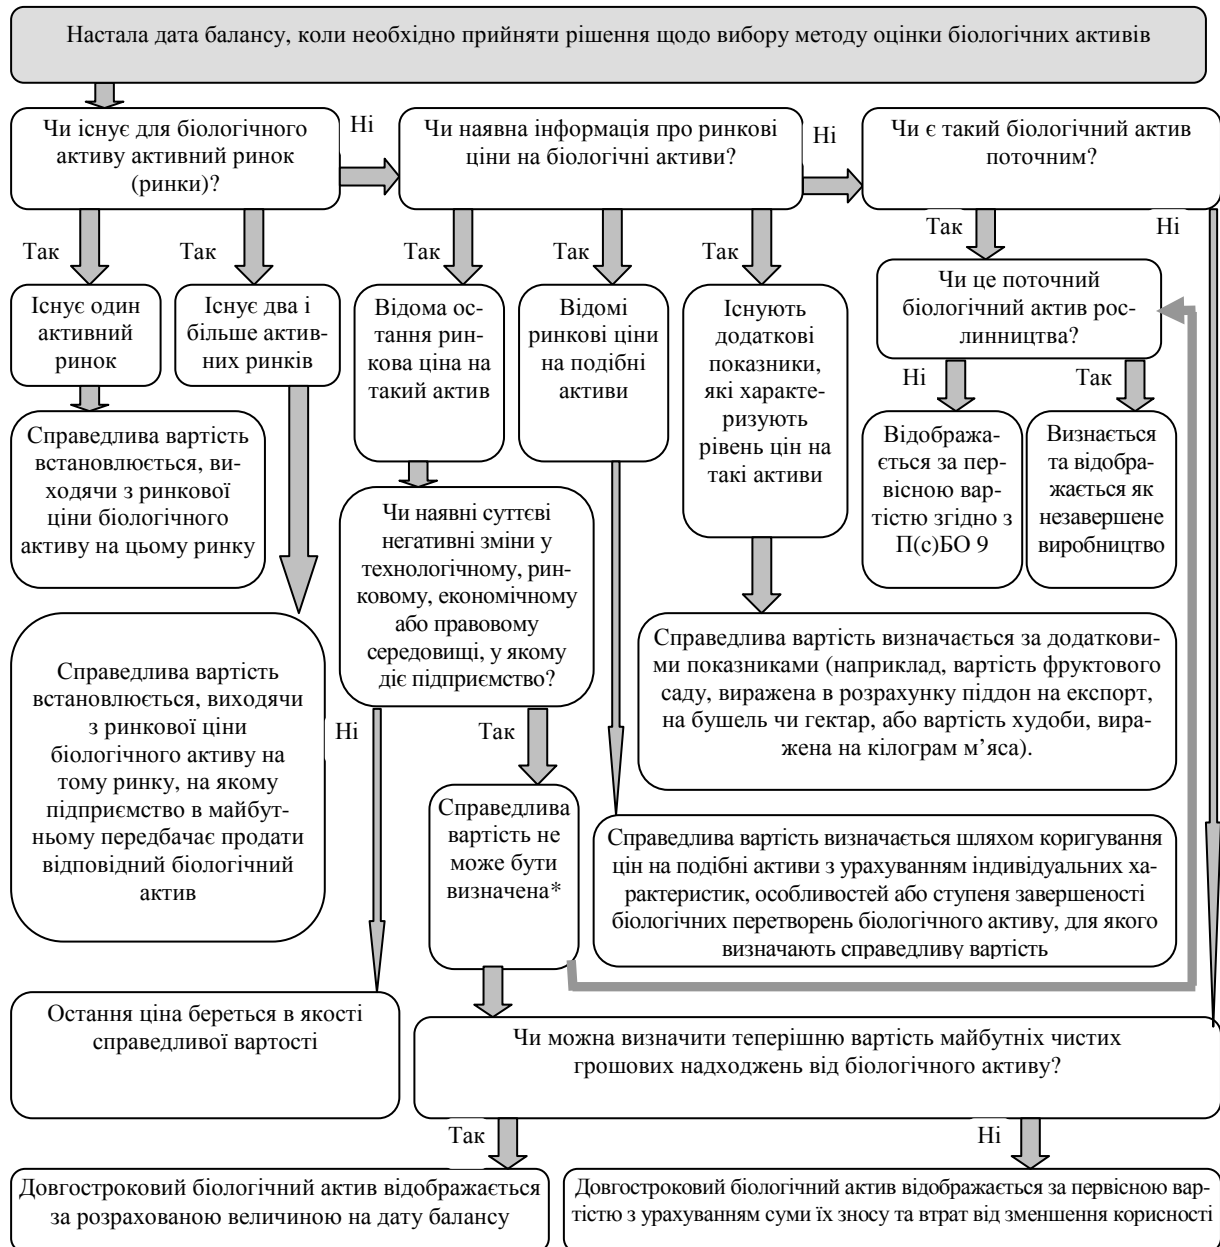 Настала дата балансу, коли необхідно прийняти рішення щодо вибору методу оцінки біологічних активів
Чи існує для біологічного
активу активний ринок
(ринки)?
Ні
Чи наявна інформація про ринкові
ціни на біологічні активи?
Ні
Чи є такий біологічний актив
поточним?
Так
Так
Так
Так
Так
Так
Ні
Існує один
активний
ринок
Існує два і
більше актив-
них ринків
Відома ос-
тання рин-
кова ціна на
такий актив
Відомі
ринкові ціни
на подібні
активи
Існують
додаткові
показники,
які характе-
ризують
рівень цін на
такі активи
Чи це поточний
біологічний актив рос-
линництва?
Ні
Так
Відобража-
ється за пер-
вісною вар-
тістю згідно з
П(с)БО 9
Визнається
та відобра-
жається як
незавершене
виробництво
Справедлива вартість
встановлюється, ви-
ходячи з ринкової
ціни біологічного
активу на цьому ринку
Чи наявні суттєві
негативні зміни у
технологічному, рин-
ковому, економічному
або правовому
середовищі, у якому
діє підприємство?
Справедлива вартість визначається за додаткови-
ми показниками (наприклад, вартість фруктового
саду, виражена в розрахунку піддон на експорт,
на бушель чи гектар, або вартість худоби, вира-
жена на кілограм м’яса).
Справедлива вартість
встановлюється, виходячи
з ринкової ціни
біологічного активу на
тому ринку, на якому
підприємство в майбут-
ньому передбачає продати
відповідний біологічний
актив
Ні
Так
Справедлива
вартість не
може бути
визначена*
Справедлива вартість визначається шляхом коригування
цін на подібні активи з урахуванням індивідуальних ха-
рактеристик, особливостей або ступеня завершеності
біологічних перетворень біологічного активу, для якого
визначають справедливу вартість
Остання ціна береться в якості
справедливої вартості
Чи можна визначити теперішню вартість майбутніх чистих
грошових надходжень від біологічного активу?
Так
Ні
Довгостроковий біологічний актив відображається
за розрахованою величиною на дату балансу
Довгостроковий біологічний актив відображається за первісною вар-
тістю з урахуванням суми їх зносу та втрат від зменшення корисності